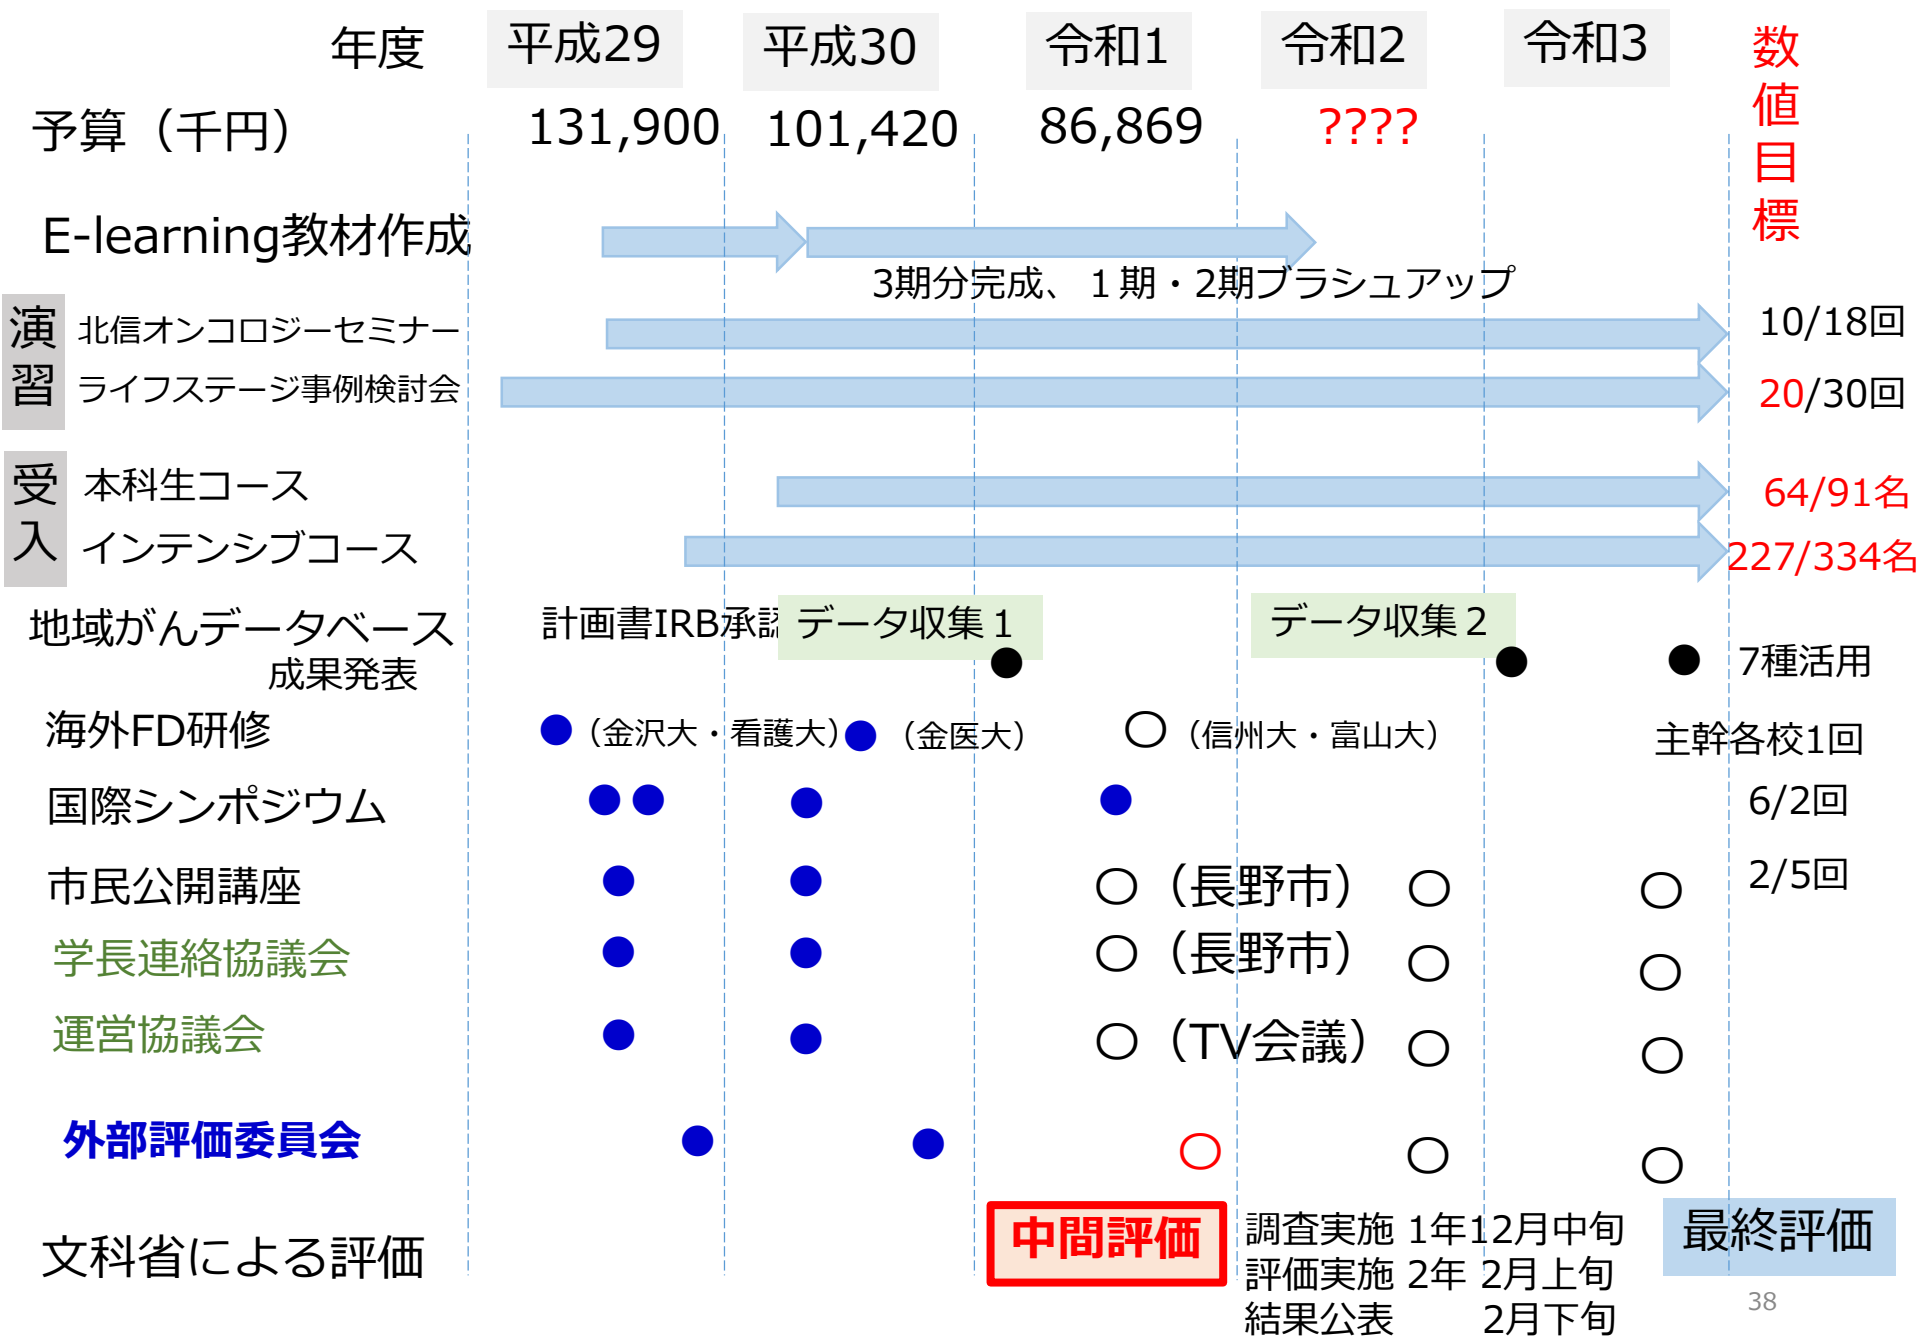 年度 平成29 平成30 令和1 令和2 令和3
数値目標
予算（千円） 131,900 101,420 86,869 ????
E-learning教材作成
3期分完成、１期・2期ブラシュアップ
演習
北信オンコロジーセミナー 10/18回
ライフステージ事例検討会 20/30回
受入
本科生コース 64/91名
インテンシブコース 227/334名
地域がんデータベース 計画書IRB承認 データ収集１ データ収集２
成果発表 7種活用
海外FD研修 （金沢大・看護大） （金医大） （信州大・富山大） 主幹各校1回
国際シンポジウム 6/2回
市民公開講座 （長野市） 2/5回
学長連絡協議会 （長野市）
運営協議会 （TV会議）
外部評価委員会
文科省による評価 中間評価 最終評価
調査実施 1年12月中旬
評価実施 2年 2月上旬
結果公表 2月下旬
38